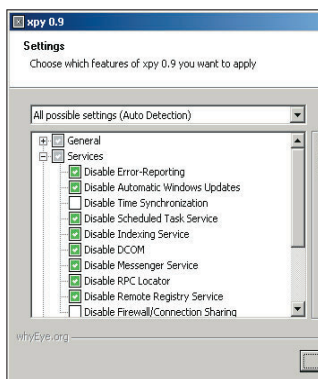 xpy 0.9
Settings
Choose which features of xpy 0.9 you want to apply
All possible settings (Auto Detection)
General
Services
Disable Error-Reporting
Disable Automatic Windows Updates
Disable Time Synchronization
Disable Scheduled Task Service
Disable Indexing Service
Disable DCOM
Disable Messenger Service
Disable RPC Locator
Disable Remote Registry Service
Disable Firewall/Connection Sharing
whyEye.org